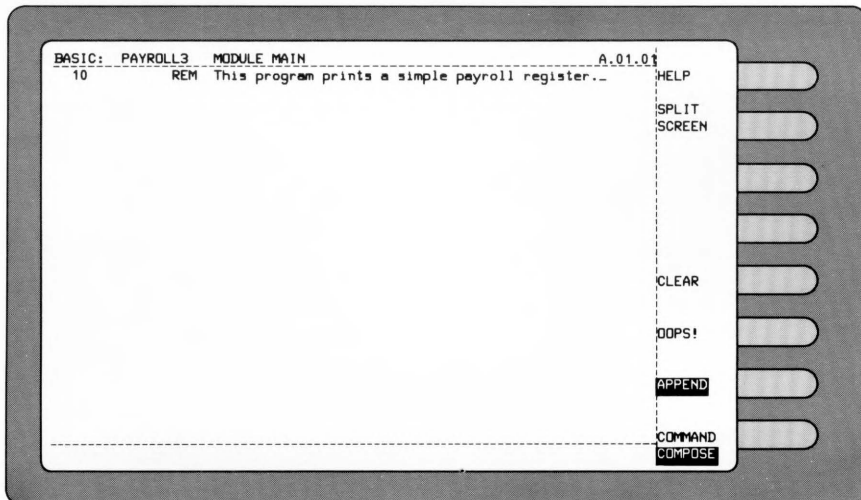 BASIC: PAYROLL3 MODULE MAIN A.01.01
10 REM This program prints a simple payroll register._
HELP
SPLIT
SCREEN
CLEAR
OOPS!
APPEND
COMMAND
COMPOSE